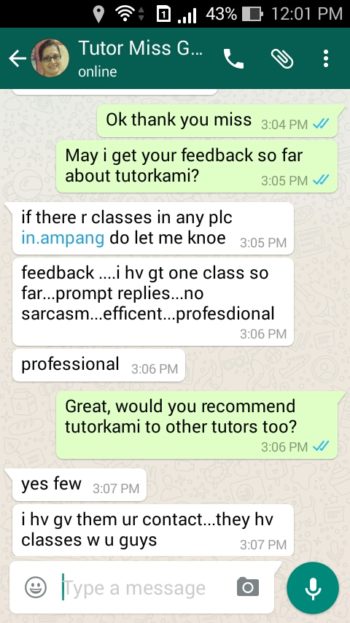 43% 12:01 PM
Tutor Miss G...
online
Ok thank you miss 3:04 PM
May i get your feedback so far
about tutorkami?
3:05 PM
if there r classes in any plc
in.ampang do let me knoe 3:05 PM
feedback ....i hv gt one class so
far...prompt replies...no
sarcasm...efficent...profesdional
3:06 PM
professional 3:06 PM
Great, would you recommend
tutorkami to other tutors too?
3:06 PM
yes few 3:07 PM
i hv gv them ur contact...they hv
classes w u guys 3:07 PM
Type a message